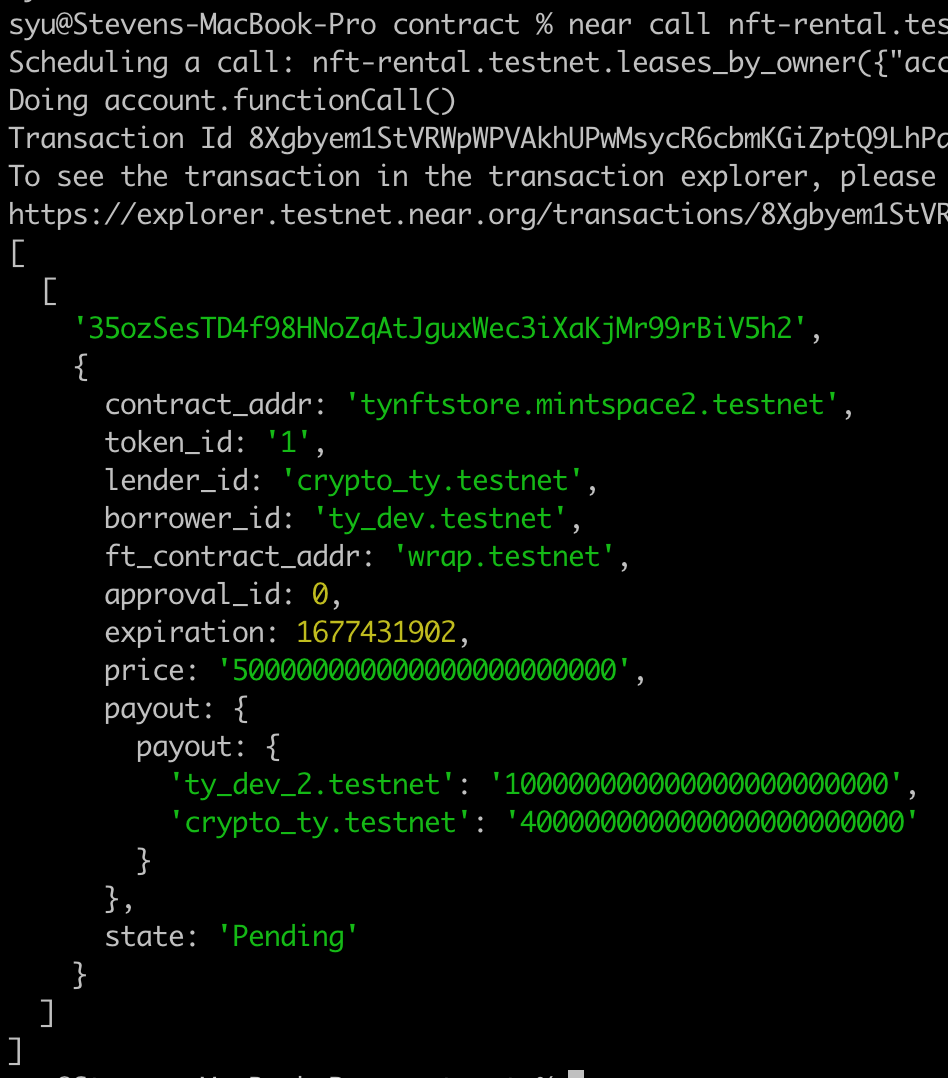 syu@Stevens-MacBook-Pro contract % near call nft-rental.tes
Scheduling a call: nft-rental.testnet.leases_by_owner({"acc
Doing account.functionCall()
Transaction Id 8Xgbyem1StVRWpWPVAkhUPwMsycR6cbmKGiZptQ9LhPa
To see the transaction in the transaction explorer, please
https://explorer.testnet.near.org/transactions/8Xgbyem1StVR
[
[
'35ozSesTD4f98HNoZqAtJguxWec3iXaKjMr99rBiV5h2',
{
contract_addr: 'tynftstore.mintspace2.testnet',
token_id: '1',
lender_id: 'crypto_ty.testnet',
borrower_id: 'ty_dev.testnet',
ft_contract_addr: 'wrap.testnet',
approval_id: 0,
expiration: 1677431902,
price: '500000000000000000000000',
payout: {
payout: {
'ty_dev_2.testnet': '100000000000000000000000',
'crypto_ty.testnet': '400000000000000000000000'
}
},
state: 'Pending'
}
]
]